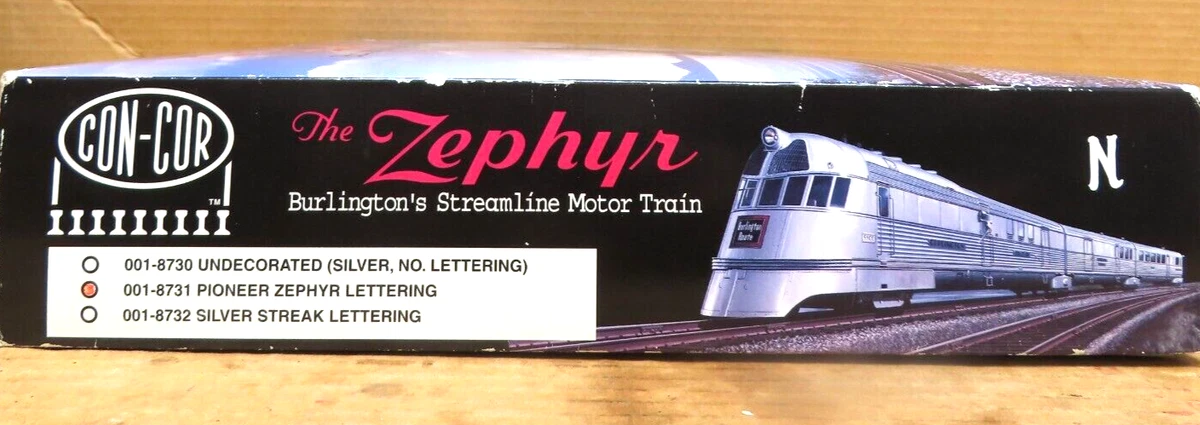 CON-COR
TM
The Zephyr
Burlington's Streamline Motor Train
N
Burlington
Route
001-8730 UNDECORATED (SILVER, NO. LETTERING)
001-8731 PIONEER ZEPHYR LETTERING
001-8732 SILVER STREAK LETTERING